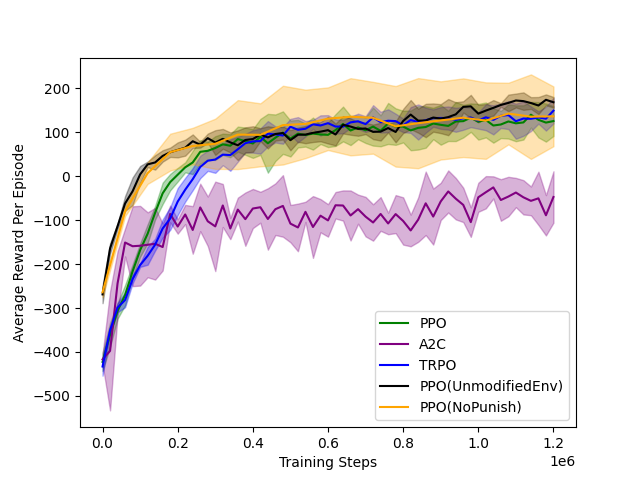 200
100
0
−100
−200
−300
−400
−500
Average Reward Per Episode
PPO
A2C
TRPO
PPO(UnmodifiedEnv)
PPO(NoPunish)
0.0 0.2 0.4 0.6 0.8 1.0 1.2
1e6
Training Steps